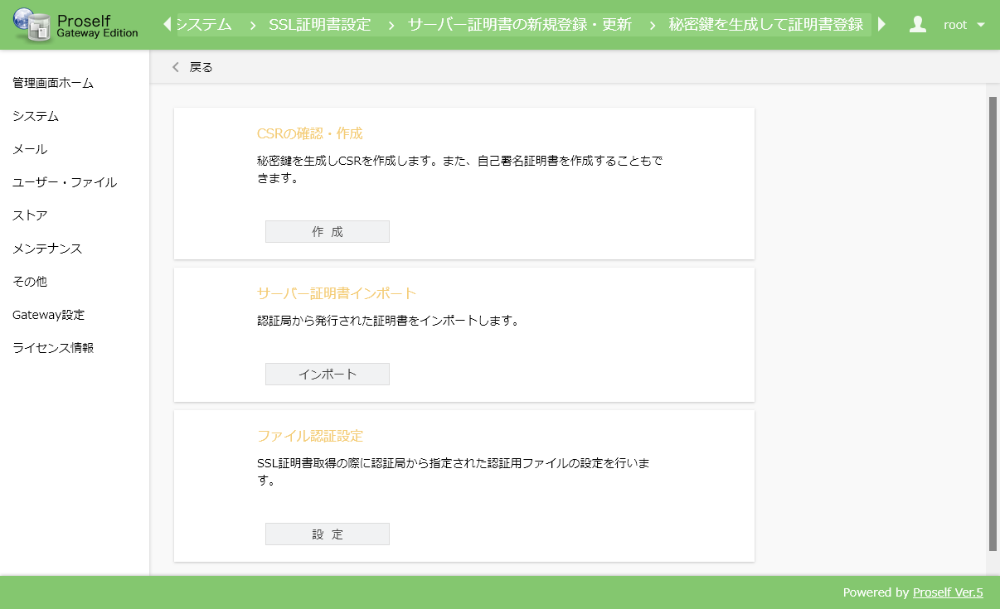 Proself
Gateway Edition
システム › SSL証明書設定 › サーバー証明書の新規登録・更新 › 秘密鍵を生成して証明書登録
root
戻る
管理画面ホーム
システム
メール
ユーザー・ファイル
ストア
メンテナンス
その他
Gateway設定
ライセンス情報
CSRの確認・作成
秘密鍵を生成しCSRを作成します。また、自己署名証明書を作成することもで
きます。
作 成
サーバー証明書インポート
認証局から発行された証明書をインポートします。
インポート
ファイル認証設定
SSL証明書取得の際に認証局から指定された認証用ファイルの設定を行いま
す。
設 定
Powered by Proself Ver.5